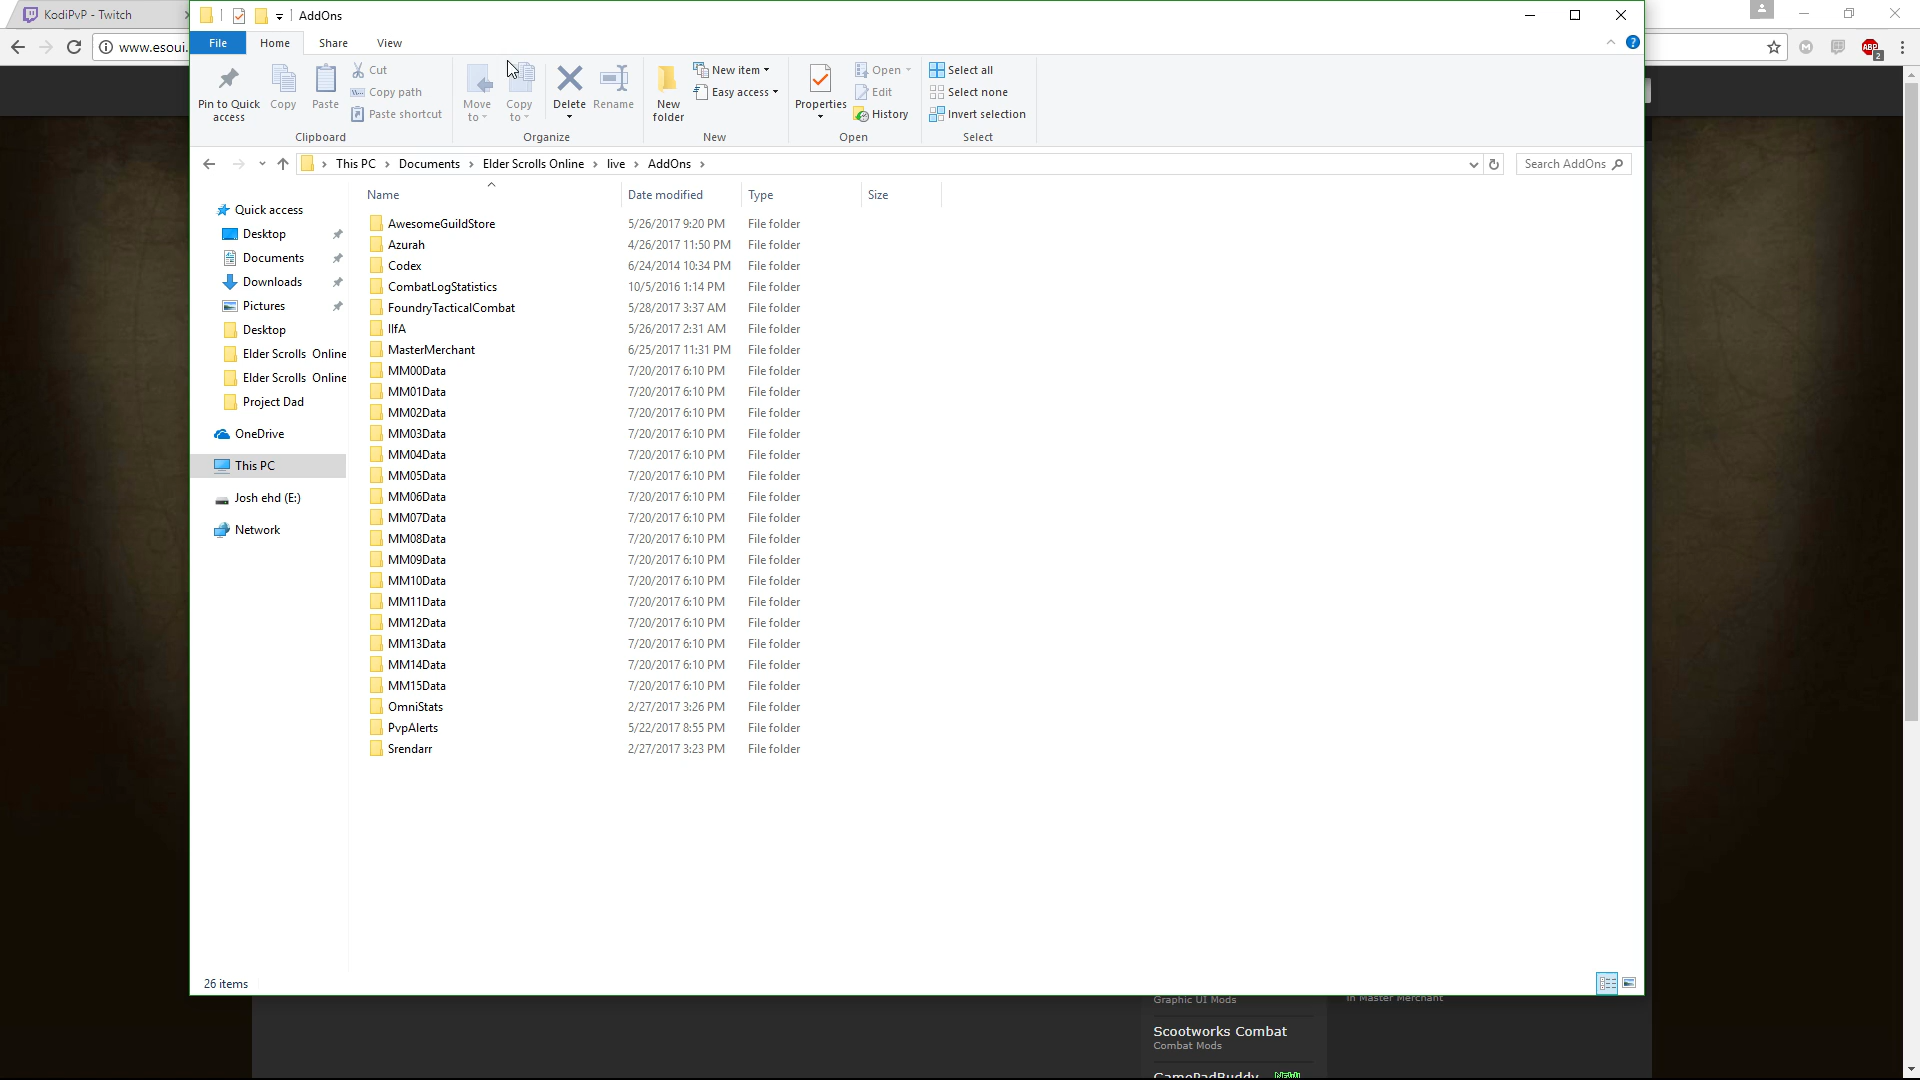 KodiPvP - Twitch
AddOns
www.esoui.
ABP
2
File
Home
Share
View
Pin to Quick access
Copy
Paste
Cut
Copy path
Paste shortcut
Clipboard
Move to
Copy to
Delete
Rename
Organize
New folder
New item
Easy access
New
Properties
Open
Edit
History
Open
Select all
Select none
Invert selection
Select
This PC > Documents > Elder Scrolls Online > live > AddOns >
Search AddOns
Quick access
Desktop
Documents
Downloads
Pictures
Desktop
Elder Scrolls Online
Elder Scrolls Online
Project Dad
OneDrive
This PC
Josh ehd (E:)
Network
Name Date modified Type Size
AwesomeGuildStore 5/26/2017 9:20 PM File folder
Azurah 4/26/2017 11:50 PM File folder
Codex 6/24/2014 10:34 PM File folder
CombatLogStatistics 10/5/2016 1:14 PM File folder
FoundryTacticalCombat 5/28/2017 3:37 AM File folder
IIfA 5/26/2017 2:31 AM File folder
MasterMerchant 6/25/2017 11:31 PM File folder
MM00Data 7/20/2017 6:10 PM File folder
MM01Data 7/20/2017 6:10 PM File folder
MM02Data 7/20/2017 6:10 PM File folder
MM03Data 7/20/2017 6:10 PM File folder
MM04Data 7/20/2017 6:10 PM File folder
MM05Data 7/20/2017 6:10 PM File folder
MM06Data 7/20/2017 6:10 PM File folder
MM07Data 7/20/2017 6:10 PM File folder
MM08Data 7/20/2017 6:10 PM File folder
MM09Data 7/20/2017 6:10 PM File folder
MM10Data 7/20/2017 6:10 PM File folder
MM11Data 7/20/2017 6:10 PM File folder
MM12Data 7/20/2017 6:10 PM File folder
MM13Data 7/20/2017 6:10 PM File folder
MM14Data 7/20/2017 6:10 PM File folder
MM15Data 7/20/2017 6:10 PM File folder
OmniStats 2/27/2017 3:26 PM File folder
PvpAlerts 5/22/2017 8:55 PM File folder
Srendarr 2/27/2017 3:23 PM File folder
26 items
Graphic UI Mods
in Master Merchant
Scootworks Combat
Combat Mods
GamePadBuddy New!